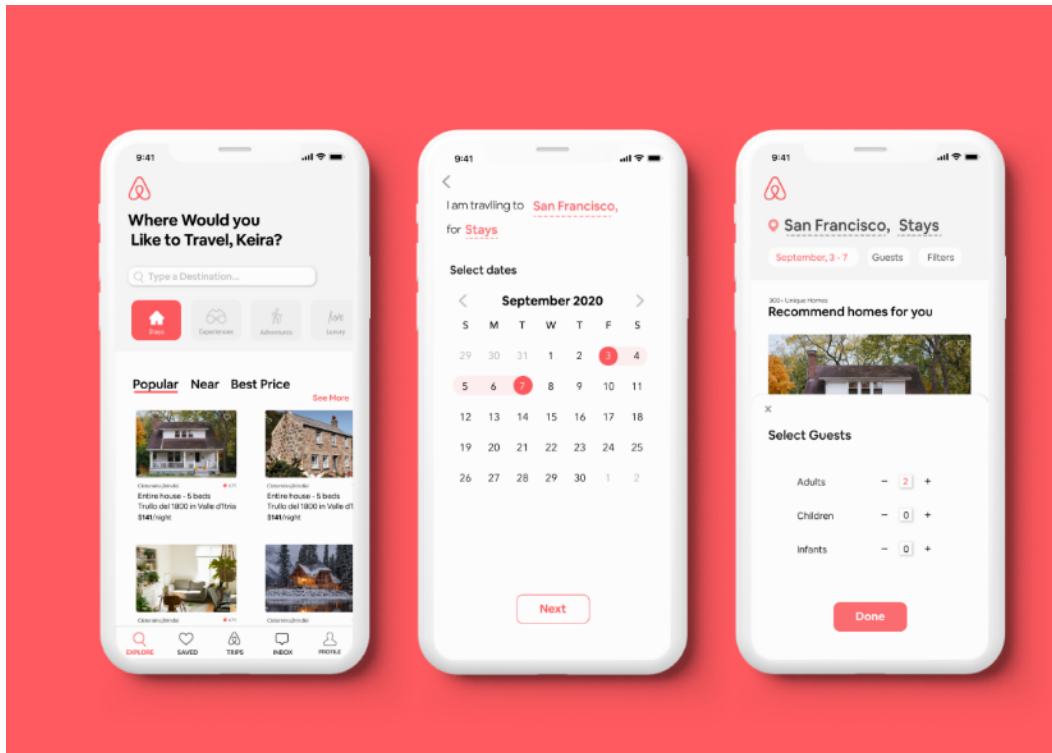 9:41
Where Would you
Like to Travel, Keira?
Type a Destination...
Stays
Experiences
Adventures
Luxury
Popular
Near
Best Price
See More
Entire house - 5 beds
Trullo del 1800 in Valle d'Itria
$141/night
Entire house - 5 beds
Trullo del 1800 in Valle d'I
$141/night
EXPLORE
SAVED
TRIPS
INBOX
PROFILE
9:41
I am travlling to San Francisco,
for Stays
Select dates
September 2020
S M T W T F S
29 30 31 1 2 3 4
5 6 7 8 9 10 11
12 13 14 15 16 17 18
19 20 21 22 23 24 25
26 27 28 29 30 1 2
Next
9:41
San Francisco, Stays
September, 3 - 7
Guests
Filters
300+ Unique Homes
Recommend homes for you
×
Select Guests
Adults - 2 +
Children - 0 +
Infants - 0 +
Done